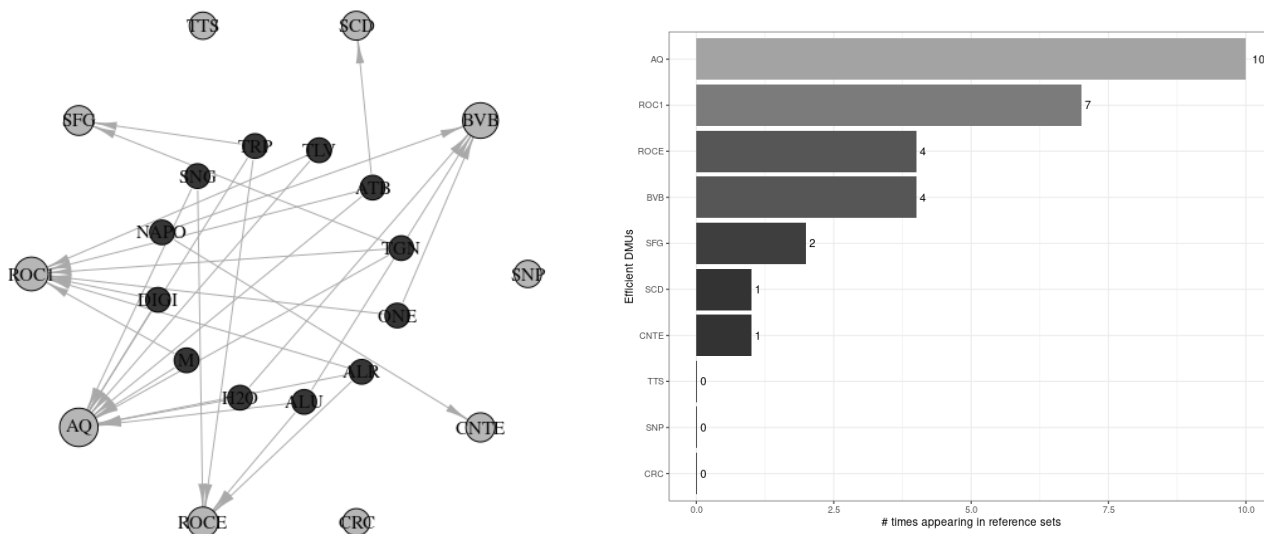 TTS
SCD
SFG
BVB
TRP
TLV
SNG
ATB
NAPO
TGN
ROC1
SNP
DIGI
ONE
M
ALR
H2O
ALU
AQ
CNTE
ROCE
CRC
Efficient DMUs
AQ
10
ROC1
7
ROCE
4
BVB
4
SFG
2
SCD
1
CNTE
1
TTS
0
SNP
0
CRC
0
0.0 2.5 5.0 7.5 10.0
# times appearing in reference sets